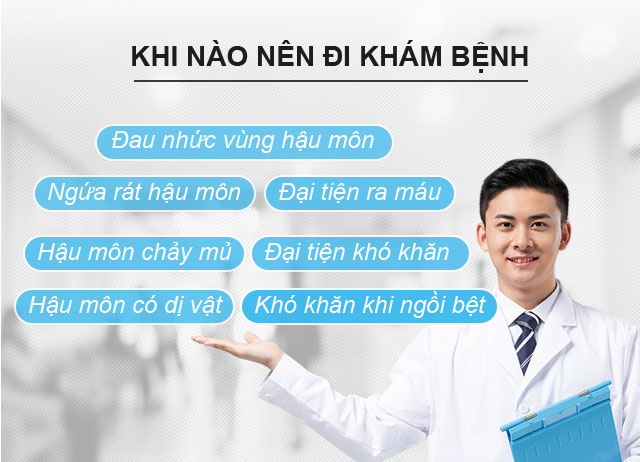 KHI NÀO NÊN ĐI KHÁM BỆNH
Đau nhức vùng hậu môn
Ngứa rát hậu môn
Đại tiện ra máu
Hậu môn chảy mủ
Đại tiện khó khăn
Hậu môn có dị vật
Khó khăn khi ngồi bệt